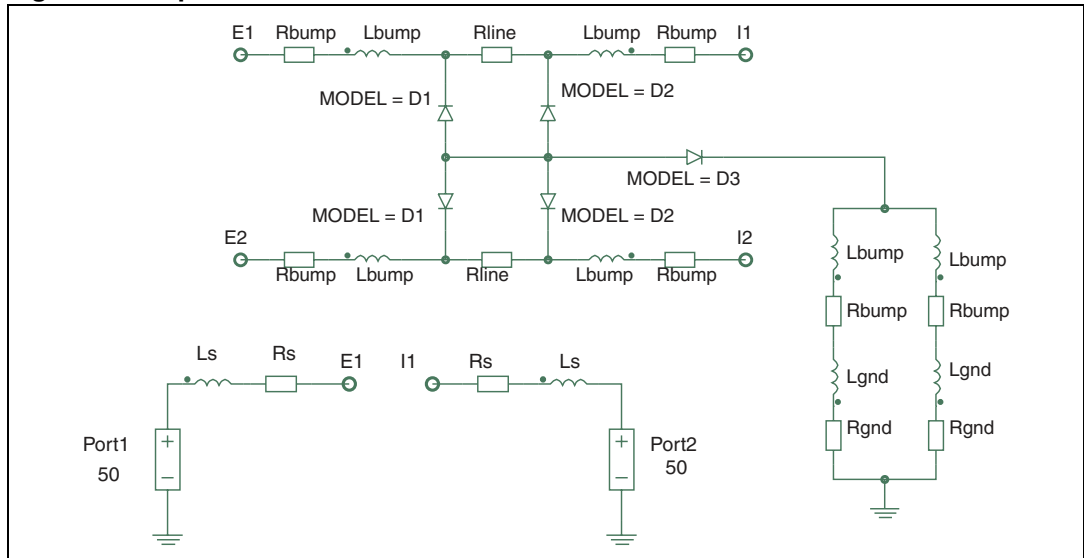 E1 Rbump Lbump Rline Lbump Rbump I1
MODEL = D1 MODEL = D2
MODEL = D3
MODEL = D1 MODEL = D2
E2 I2
Rbump Lbump Rline Lbump Rbump
Lbump Lbump
Rbump Rbump
Lgnd Lgnd
Rgnd Rgnd
Ls Rs E1 I1 Rs Ls
Port1 Port2
50 50